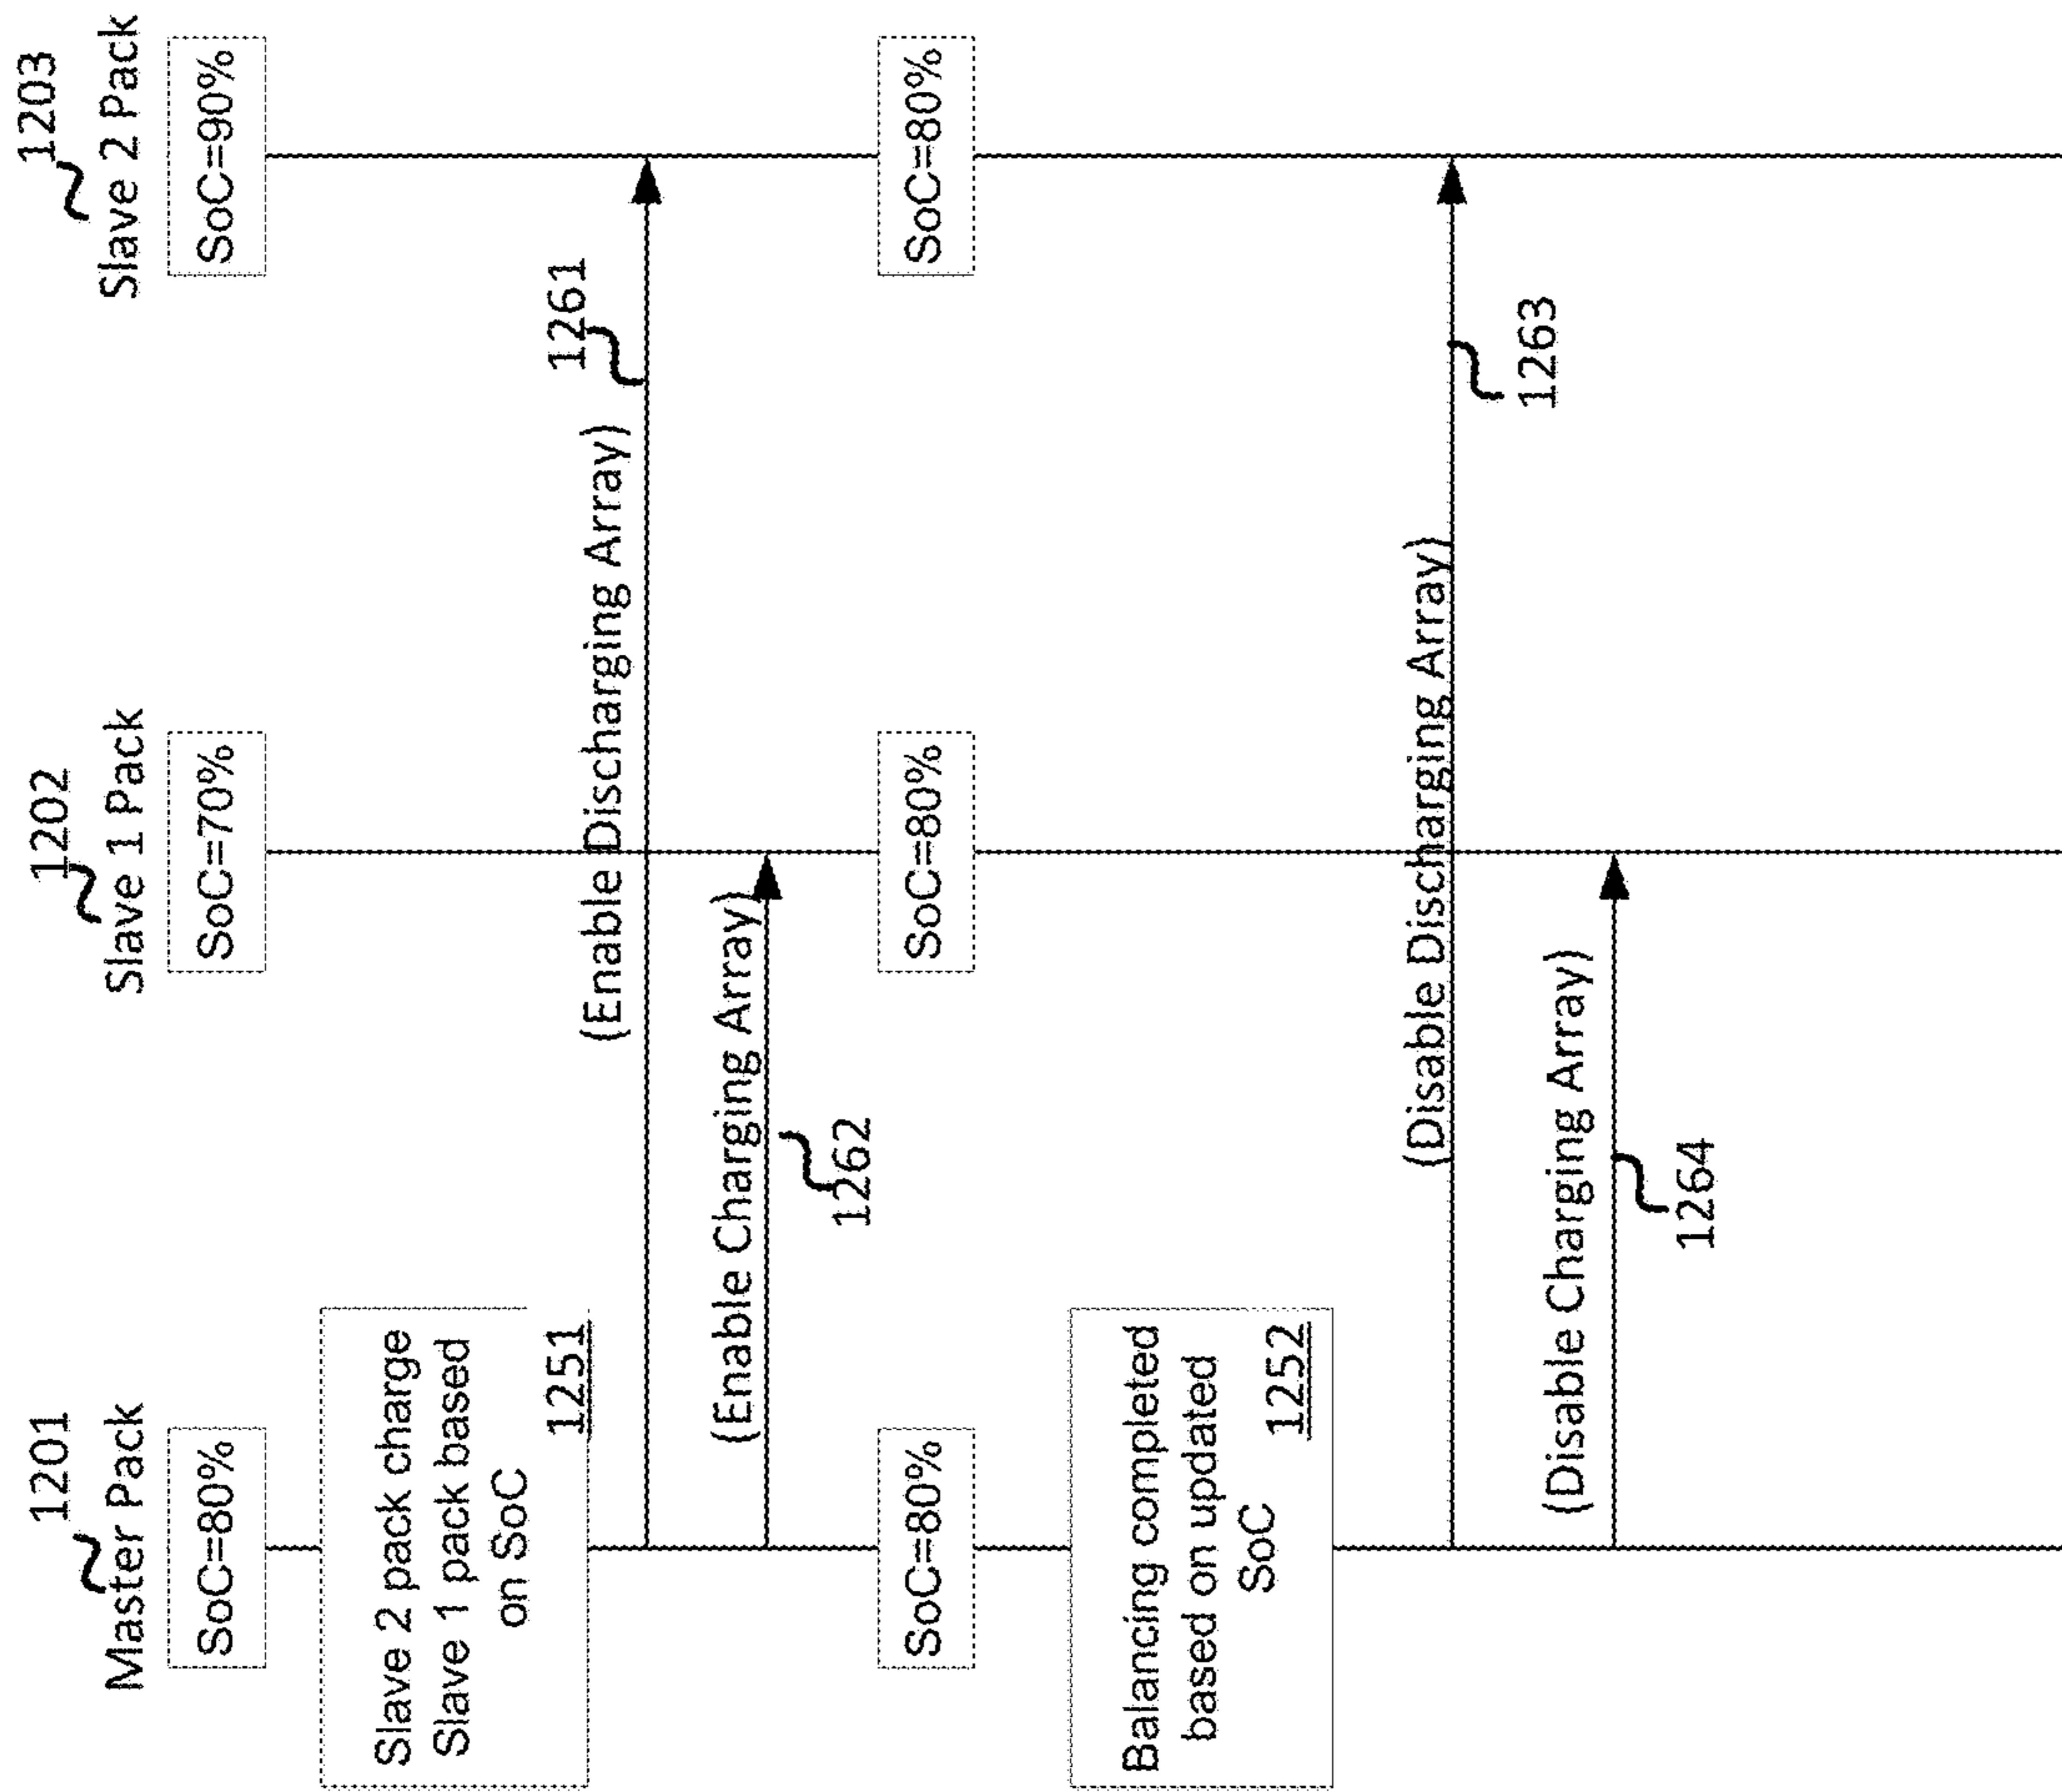 1201
Master Pack
1202
Slave 1 Pack
1203
Slave 2 Pack
SoC=80%
SoC=70%
SoC=90%
Slave 2 pack charge
Slave 1 pack based
on SoC
1251
(Enable Discharging Array)
1261
(Enable Charging Array)
1262
SoC=80%
SoC=80%
SoC=80%
Balancing completed
based on updated
SoC
1252
(Disable Discharging Array)
1263
(Disable Charging Array)
1264